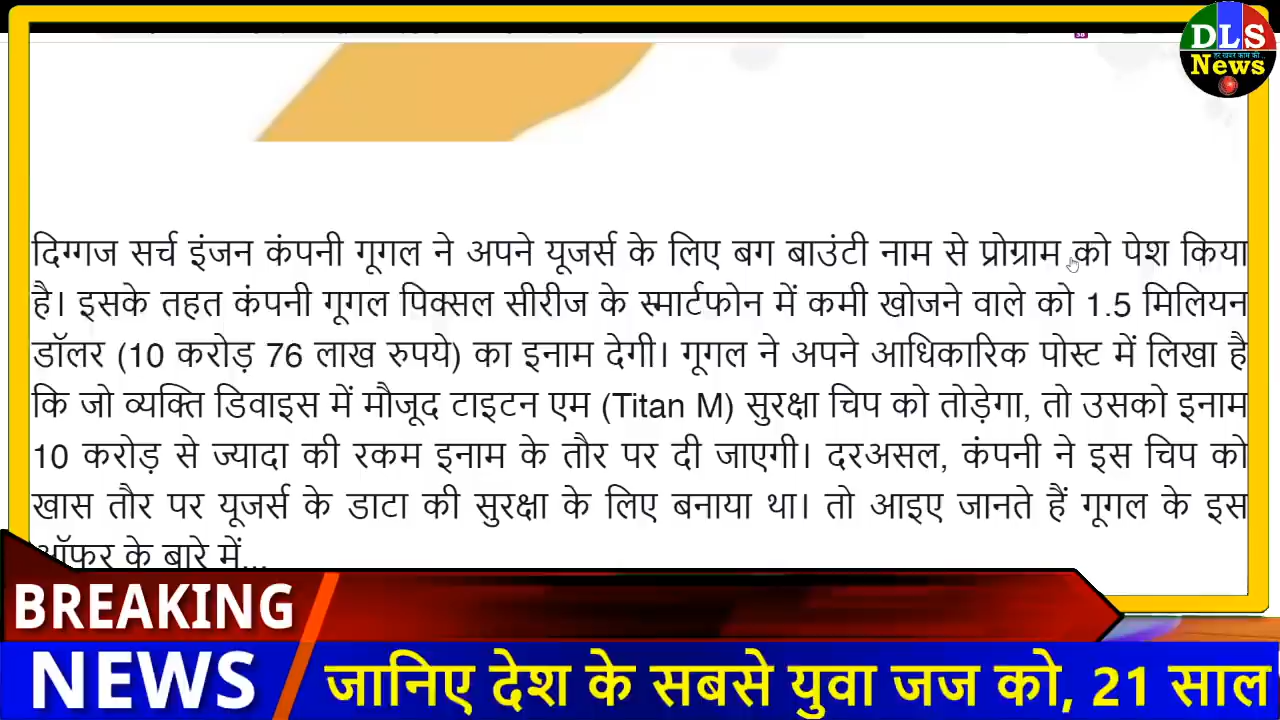 DLS
हर खबर काम की..
News
दिग्गज सर्च इंजन कंपनी गूगल ने अपने यूजर्स के लिए बग बाउंटी नाम से प्रोग्राम को पेश किया
है। इसके तहत कंपनी गूगल पिक्सल सीरीज के स्मार्टफोन में कमी खोजने वाले को 1.5 मिलियन
डॉलर (10 करोड़ 76 लाख रुपये) का इनाम देगी। गूगल ने अपने आधिकारिक पोस्ट में लिखा है
कि जो व्यक्ति डिवाइस में मौजूद टाइटन एम (Titan M) सुरक्षा चिप को तोड़ेगा, तो उसको इनाम
10 करोड़ से ज्यादा की रकम इनाम के तौर पर दी जाएगी। दरअसल, कंपनी ने इस चिप को
खास तौर पर यूजर्स के डाटा की सुरक्षा के लिए बनाया था। तो आइए जानते हैं गूगल के इस
ऑफर के बारे में...
BREAKING
NEWS
जानिए देश के सबसे युवा जज को, 21 साल